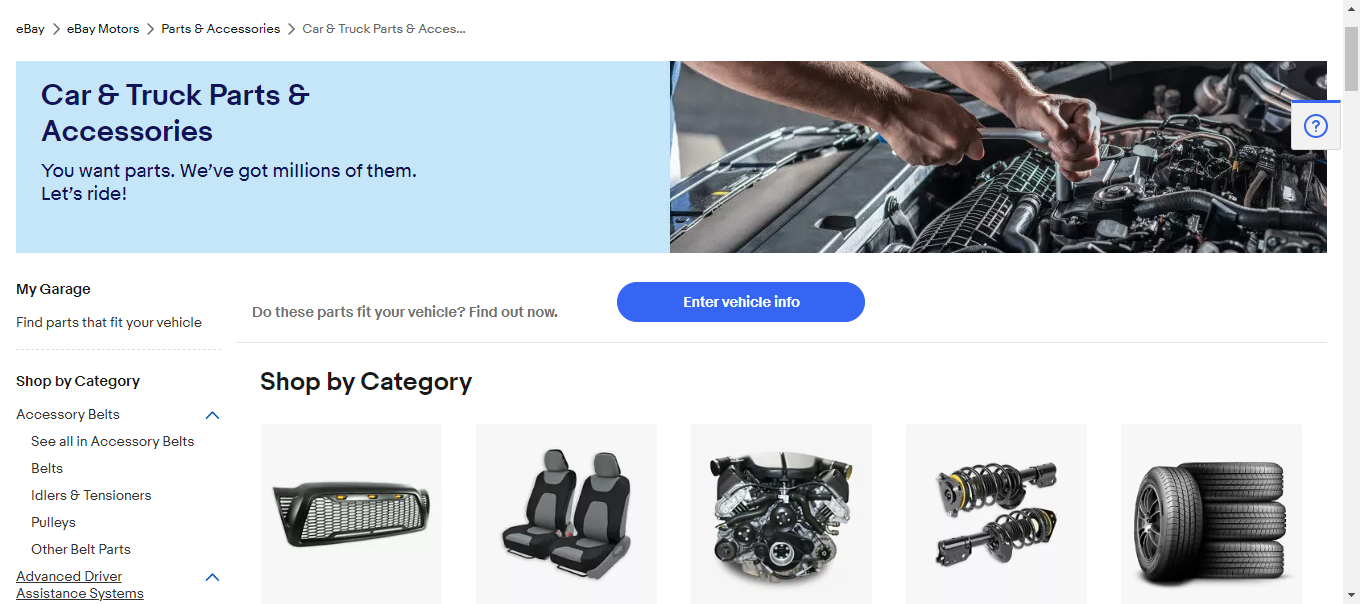 eBay
eBay Motors
Parts & Accessories
Car & Truck Parts & Acces...
Car & Truck Parts &
Accessories
You want parts. We've got millions of them.
Let's ride!
?
My Garage
Find parts that fit your vehicle
Do these parts fit your vehicle? Find out now.
Enter vehicle info
Shop by Category
Accessory Belts
See all in Accessory Belts
Belts
Idlers & Tensioners
Pulleys
Other Belt Parts
Advanced Driver
Assistance Systems
Shop by Category